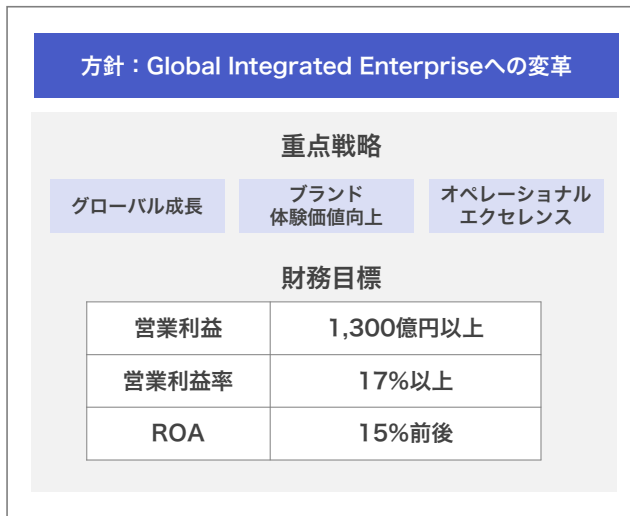 方針：Global Integrated Enterpriseへの変革
重点戦略
グローバル成長
ブランド
体験価値向上
オペレーショナル
エクセレンス
財務目標
営業利益 1,300億円以上
営業利益率 17%以上
ROA 15%前後